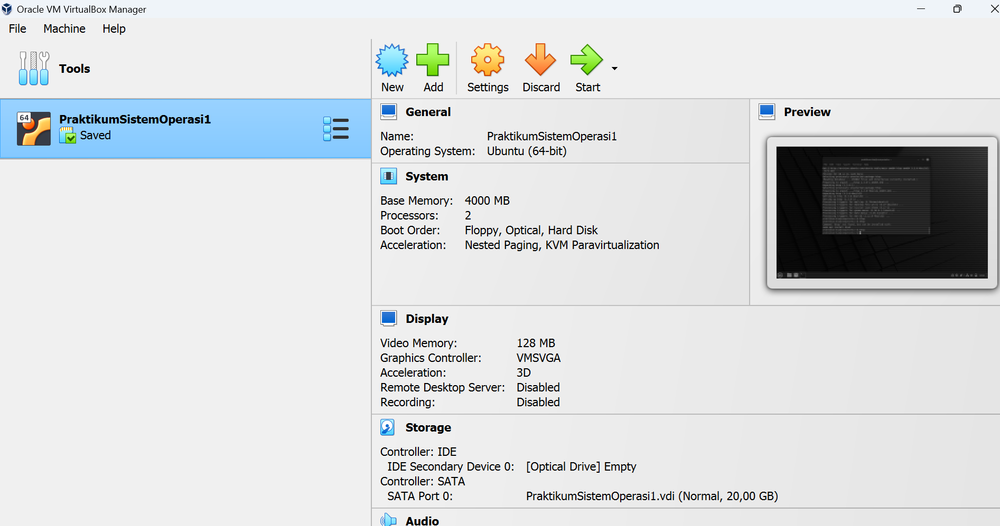 Oracle VM VirtualBox Manager
File Machine Help
Tools
New Add Settings Discard Start
64
PraktikumSistemOperasi1
Saved
General
Name: PraktikumSistemOperasi1
Operating System: Ubuntu (64-bit)
Preview
System
Base Memory: 4000 MB
Processors: 2
Boot Order: Floppy, Optical, Hard Disk
Acceleration: Nested Paging, KVM Paravirtualization
Display
Video Memory: 128 MB
Graphics Controller: VMSVGA
Acceleration: 3D
Remote Desktop Server: Disabled
Recording: Disabled
Storage
Controller: IDE
IDE Secondary Device 0: [Optical Drive] Empty
Controller: SATA
SATA Port 0: PraktikumSistemOperasi1.vdi (Normal, 20,00 GB)
Audio